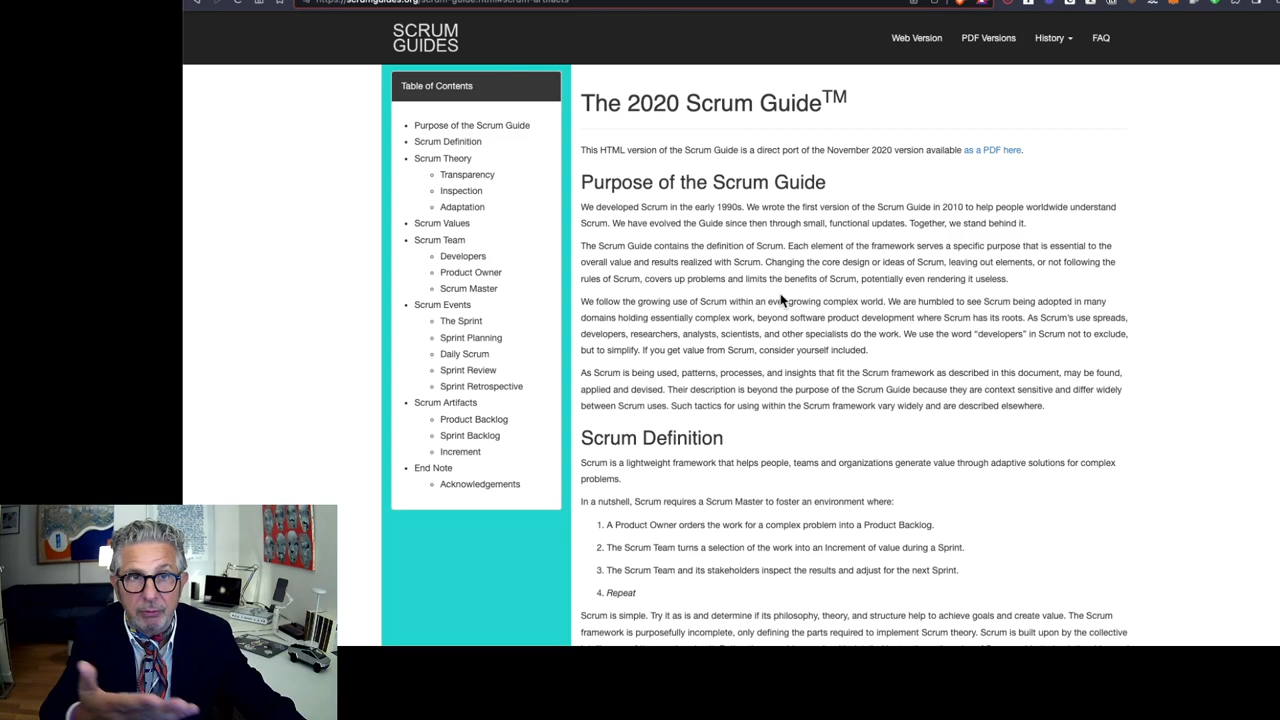 https://scrumguides.org/scrum-guide.html#scrum-artifacts
SCRUM
GUIDES
Web Version
PDF Versions
History
FAQ
Table of Contents
Purpose of the Scrum Guide
Scrum Definition
Scrum Theory
Transparency
Inspection
Adaptation
Scrum Values
Scrum Team
Developers
Product Owner
Scrum Master
Scrum Events
The Sprint
Sprint Planning
Daily Scrum
Sprint Review
Sprint Retrospective
Scrum Artifacts
Product Backlog
Sprint Backlog
Increment
End Note
Acknowledgements
The 2020 Scrum Guide™
This HTML version of the Scrum Guide is a direct port of the November 2020 version available as a PDF here.
Purpose of the Scrum Guide
We developed Scrum in the early 1990s. We wrote the first version of the Scrum Guide in 2010 to help people worldwide understand
Scrum. We have evolved the Guide since then through small, functional updates. Together, we stand behind it.
The Scrum Guide contains the definition of Scrum. Each element of the framework serves a specific purpose that is essential to the
overall value and results realized with Scrum. Changing the core design or ideas of Scrum, leaving out elements, or not following the
rules of Scrum, covers up problems and limits the benefits of Scrum, potentially even rendering it useless.
We follow the growing use of Scrum within an ever-growing complex world. We are humbled to see Scrum being adopted in many
domains holding essentially complex work, beyond software product development where Scrum has its roots. As Scrum's use spreads,
developers, researchers, analysts, scientists, and other specialists do the work. We use the word “developers” in Scrum not to exclude,
but to simplify. If you get value from Scrum, consider yourself included.
As Scrum is being used, patterns, processes, and insights that fit the Scrum framework as described in this document, may be found,
applied and devised. Their description is beyond the purpose of the Scrum Guide because they are context sensitive and differ widely
between Scrum uses. Such tactics for using within the Scrum framework vary widely and are described elsewhere.
Scrum Definition
Scrum is a lightweight framework that helps people, teams and organizations generate value through adaptive solutions for complex
problems.
In a nutshell, Scrum requires a Scrum Master to foster an environment where:
1. A Product Owner orders the work for a complex problem into a Product Backlog.
2. The Scrum Team turns a selection of the work into an Increment of value during a Sprint.
3. The Scrum Team and its stakeholders inspect the results and adjust for the next Sprint.
4. Repeat
Scrum is simple. Try it as is and determine if its philosophy, theory, and structure help to achieve goals and create value. The Scrum
framework is purposefully incomplete, only defining the parts required to implement Scrum theory. Scrum is built upon by the collective